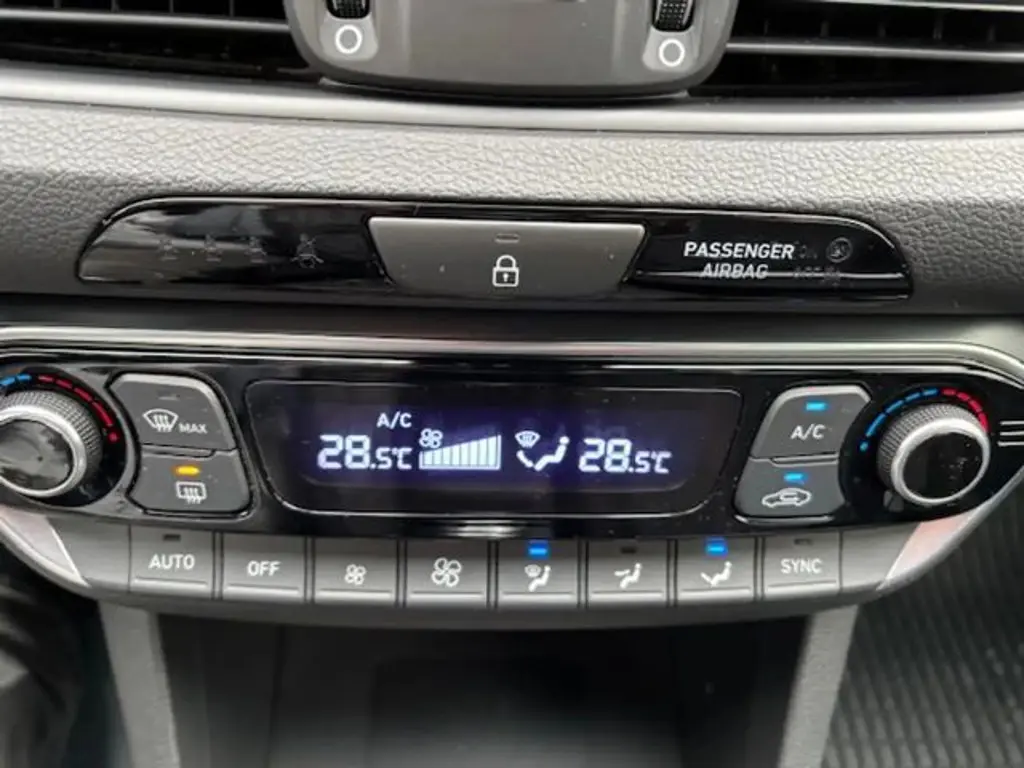 PASSENGER
AIRBAG
MAX
A/C
28.5°C
28.5°C
A/C
AUTO
OFF
SYNC